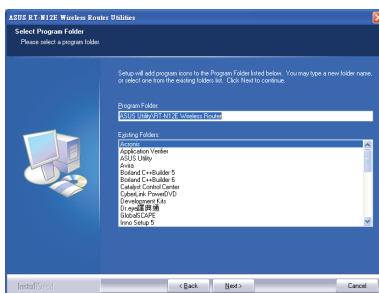 ASUS RT-N12E Wireless Router Utilities
Select Program Folder
Please select a program folder.
Setup will add program icons to the Program Folder listed below. You may type a new folder name, or select one from the existing folders list. Click Next to continue.
Program Folder:
ASUS Utility\RT-N12E Wireless Router
Existing Folders:
Acronis
Application Verifier
ASUS Utility
Avira
Borland C++Builder 5
Borland C++Builder 6
Catalyst Control Center
CyberLink PowerDVD
Development Kits
Dr.eye
GlobalSCAPE
Inno Setup 5
InstallShield
< Back
Next >
Cancel